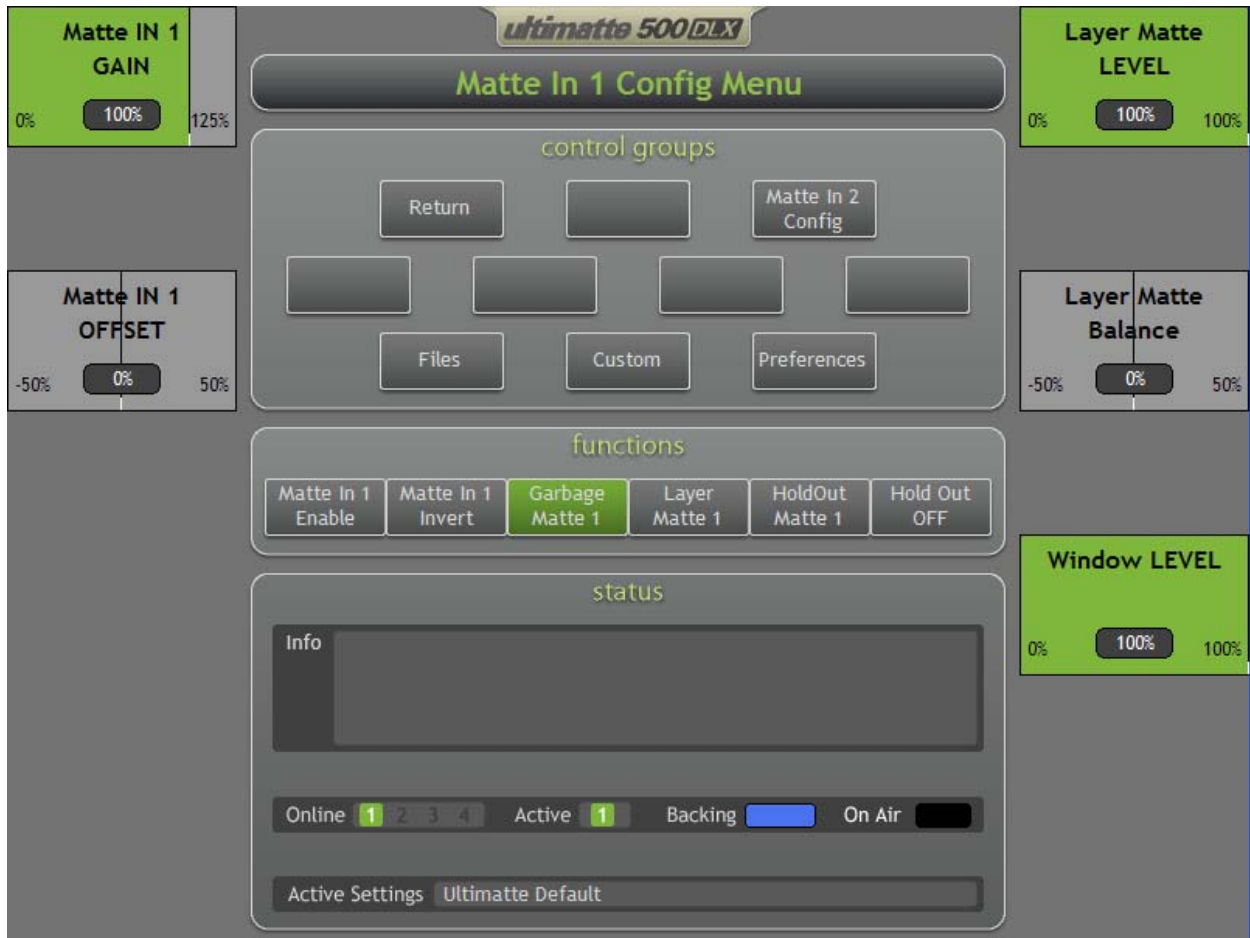 ultimatte 500 DLX
Matte In 1 Config Menu
Matte IN 1
GAIN
0%
100%
125%
Layer Matte
LEVEL
0%
100%
100%
control groups
Return
Matte In 2
Config
Matte IN 1
OFFSET
-50%
0%
50%
Layer Matte
Balance
-50%
0%
50%
Files
Custom
Preferences
functions
Matte In 1
Enable
Matte In 1
Invert
Garbage
Matte 1
Layer
Matte 1
HoldOut
Matte 1
Hold Out
OFF
Window LEVEL
0%
100%
100%
status
Info
Online 1 2 3 4 Active 1 Backing On Air
Active Settings Ultimatte Default